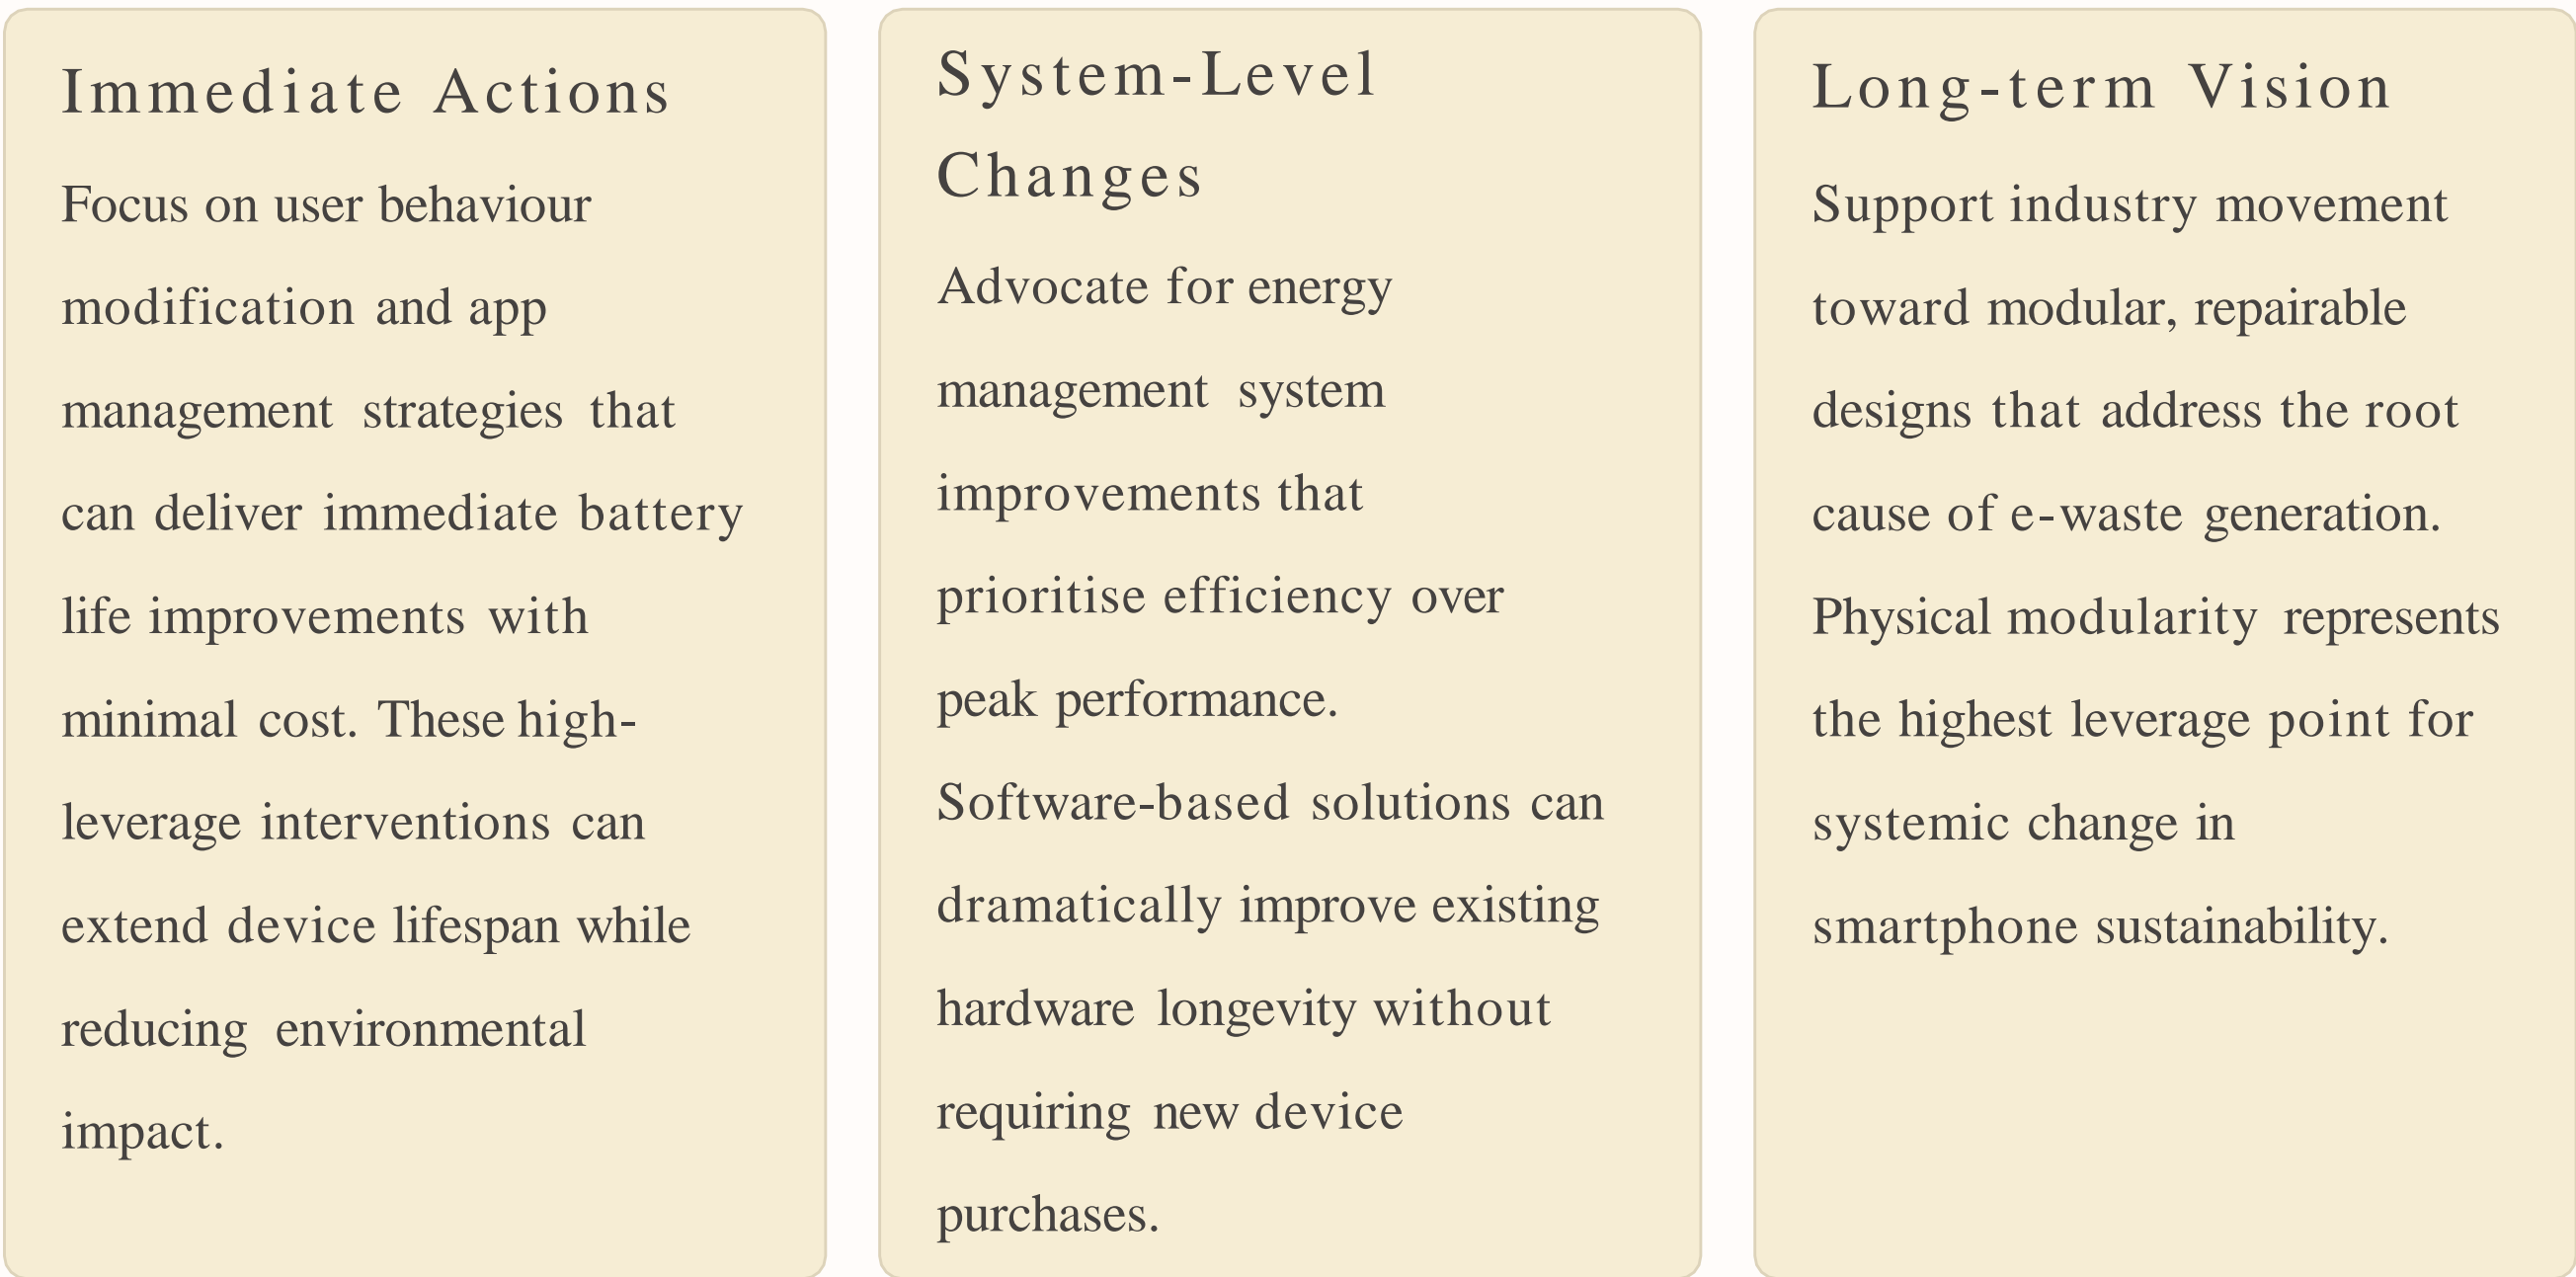 Immediate Actions
Focus on user behaviour
modification and app
management strategies that
can deliver immediate battery
life improvements with
minimal cost. These high-
leverage interventions can
extend device lifespan while
reducing environmental
impact.
System-Level
Changes
Advocate for energy
management system
improvements that
prioritise efficiency over
peak performance.
Software-based solutions can
dramatically improve existing
hardware longevity without
requiring new device
purchases.
Long-term Vision
Support industry movement
toward modular, repairable
designs that address the root
cause of e-waste generation.
Physical modularity represents
the highest leverage point for
systemic change in
smartphone sustainability.